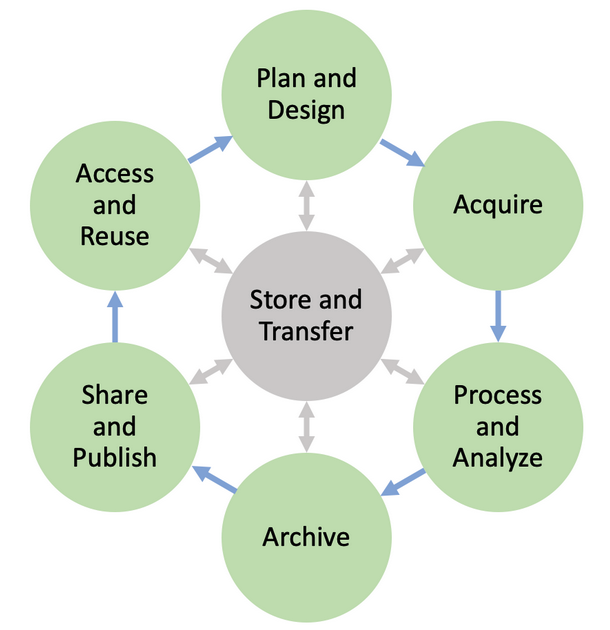 Plan and
Design
Acquire
Process
and
Analyze
Archive
Share
and
Publish
Access
and
Reuse
Store and
Transfer